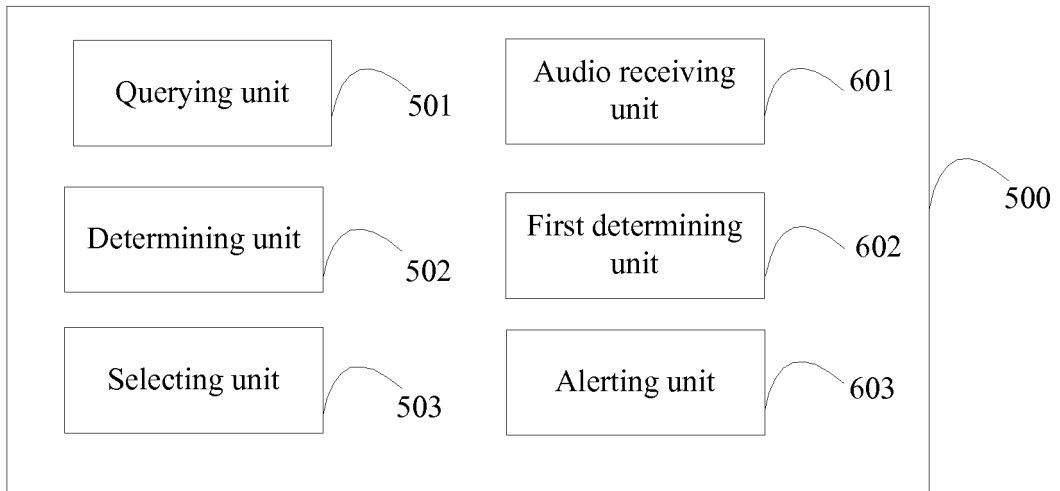 Querying unit
501
Audio receiving
unit
601
500
Determining unit
502
First determining
unit
602
Selecting unit
503
Alerting unit
603